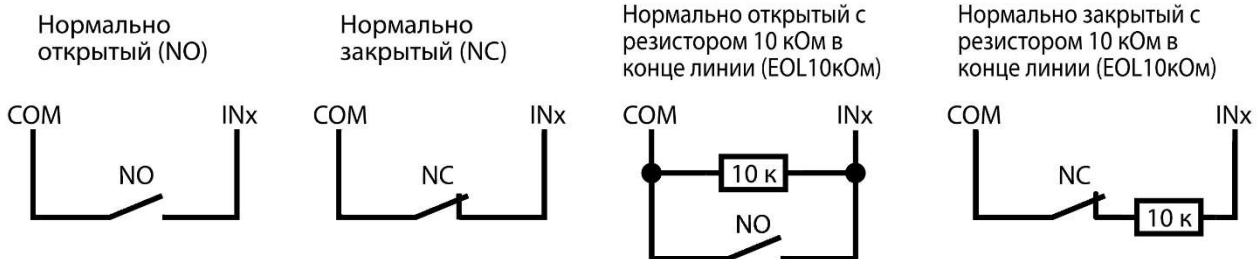 Нормально
открытый (NO)
COM INx
NO
Нормально
закрытый (NC)
COM INx
NC
Нормально открытый с
резистором 10 кОм в
конце линии (EOL10кОм)
COM INx
10 к
NO
Нормально закрытый с
резистором 10 кОм в
конце линии (EOL10кОм)
COM INx
NC
10 к